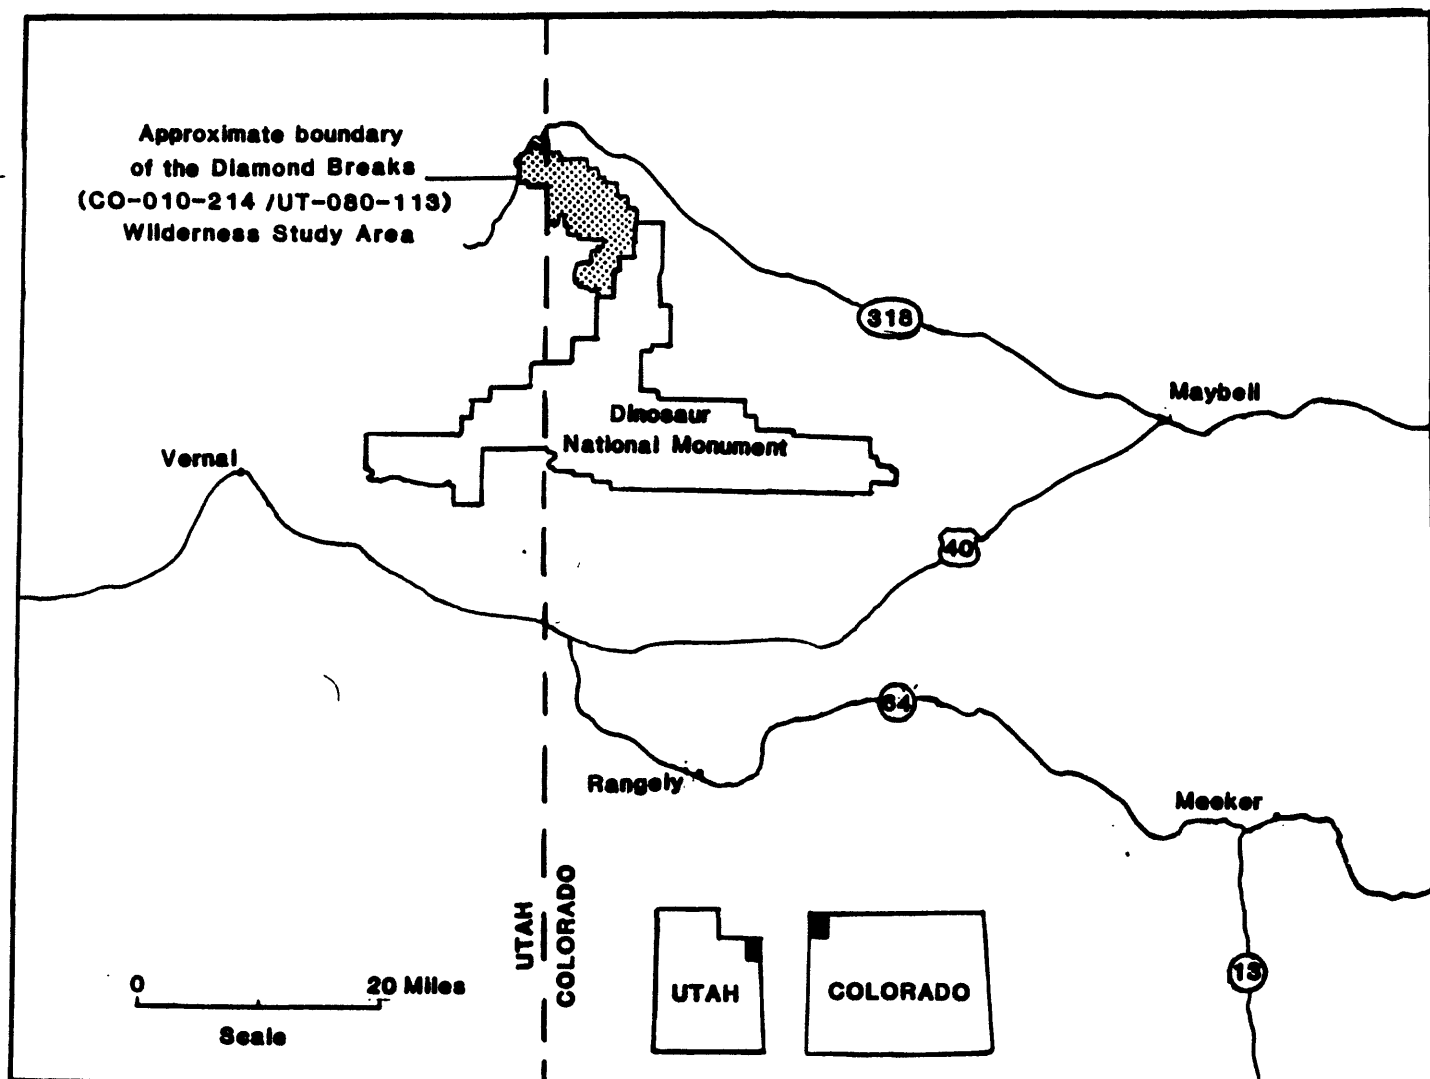 Approximate boundary
of the Diamond Breaks
(CO-010-214 /UT-080-113)
Wilderness Study Area
318
Maybell
Dinosaur
National Monument
Vernal
40
64
Rangely
Meeker
UTAH
COLORADO
13
UTAH
COLORADO
0
20 Miles
Scale